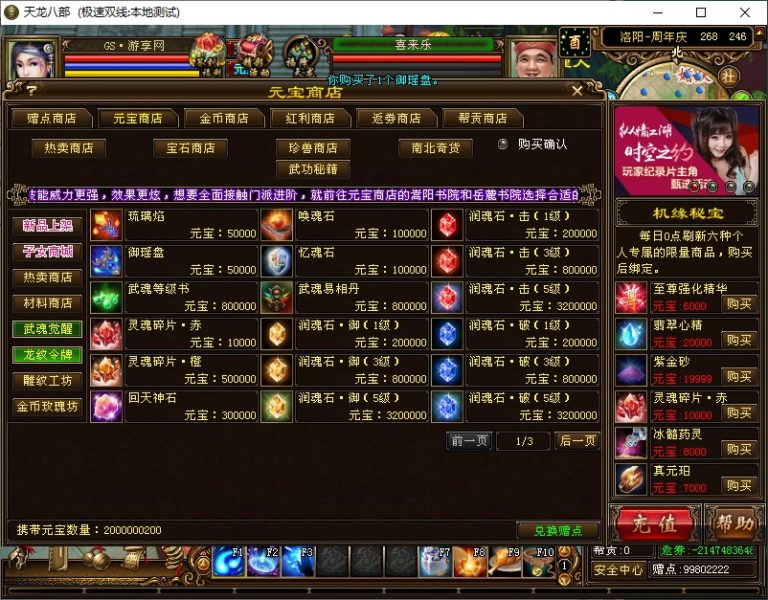 天龙八部 (极速双线:本地测试)
GS·游享网
喜来乐
洛阳-周年庆 268 246
北
社
你购买了1个御瑶盘。
元宝商店
赠点商店 元宝商店 金币商店 红利商店 返券商店 帮贡商店
热卖商店 宝石商店 珍兽商店 南北奇货 购买确认
武功秘籍
技能威力更强，效果更炫，想要全面接触门派进阶，就前往元宝商店的嵩阳书院和岳麓书院选择合适的
新品上架
子女商城
热卖商店
材料商店
武魂觉醒
龙纹令牌
雕纹工坊
金币玫瑰坊
琉璃焰
元宝：50000
唤魂石
元宝：100000
润魂石·击（1级）
元宝：200000
御瑶盘
元宝：50000
忆魂石
元宝：100000
润魂石·击（3级）
元宝：800000
武魂等级书
元宝：800000
武魂易相丹
元宝：800000
润魂石·击（5级）
元宝：3200000
灵魂碎片·赤
元宝：10000
润魂石·御（1级）
元宝：200000
润魂石·破（1级）
元宝：200000
灵魂碎片·橙
元宝：500000
润魂石·御（3级）
元宝：800000
润魂石·破（3级）
元宝：800000
回天神石
元宝：300000
润魂石·御（5级）
元宝：3200000
润魂石·破（5级）
元宝：3200000
前一页 1/3 后一页
携带元宝数量：2000000200
兑换赠点
纵情江湖
时空之约
玩家纪录片主角
甄选活动
机缘秘宝
每日0点刷新六种个
人专属的限量商品，购买
后绑定。
至尊强化精华
元宝:6000 购买
翡翠心精
元宝:20000 购买
紫金砂
元宝:19999 购买
灵魂碎片·赤
元宝:10000 购买
冰髓药灵
元宝:8000 购买
真元珀
元宝:7000 购买
充值 帮助
帮贡:0 返券:-2147483648
安全中心 赠点:99802222
F1 F2 F3 F7 F8 F9 F10
1